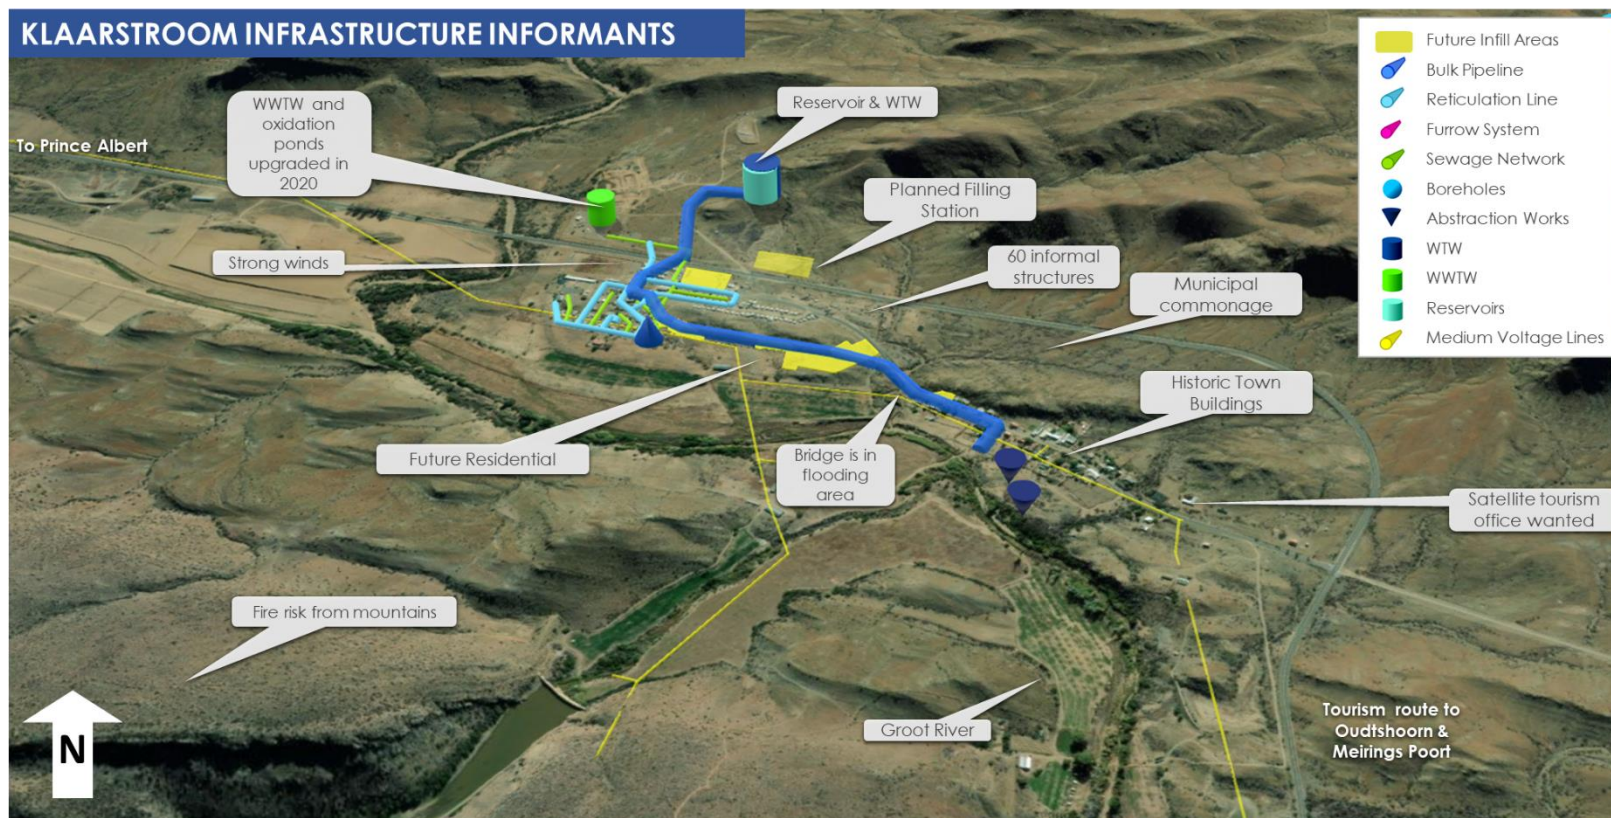 KLAARSTROOM INFRASTRUCTURE INFORMANTS
Future Infill Areas
Bulk Pipeline
Reticulation Line
Furrow System
Sewage Network
Boreholes
Abstraction Works
WTW
WWTW
Reservoirs
Medium Voltage Lines
To Prince Albert
WWTW and
oxidation
ponds
upgraded in
2020
Reservoir & WTW
Planned Filling
Station
Strong winds
60 informal
structures
Municipal
commonage
Historic Town
Buildings
Future Residential
Bridge is in
flooding
area
Satellite tourism
office wanted
Fire risk from mountains
Groot River
Tourism route to
Oudtshoorn &
Meirings Poort
N